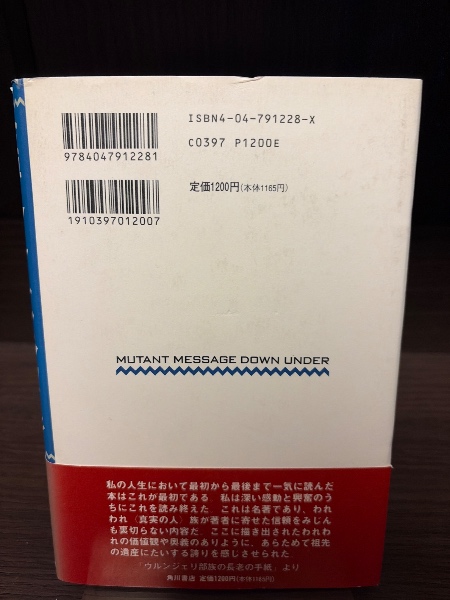 ISBN4-04-791228-X
C0397 P1200E
9784047912281
定価1200円(本体1165円)
1910397012007
MUTANT MESSAGE DOWN UNDER
私の人生において最初から最後まで一気に読んだ
本はこれが最初である。私は深い感動と興奮のう
ちにこれを読み終えた。これは名著であり、われ
われ〈真実の人〉族が著者に寄せた信頼をみじん
も裏切らない内容だ。ここに描き出されたわれわ
れの価値観や奥義のありように、あらためて祖先
の遺産にたいする誇りを感じさせられた
「ウルンジェリ部族の長老の手紙」より
角川書店 定価1200円(本体1165円)